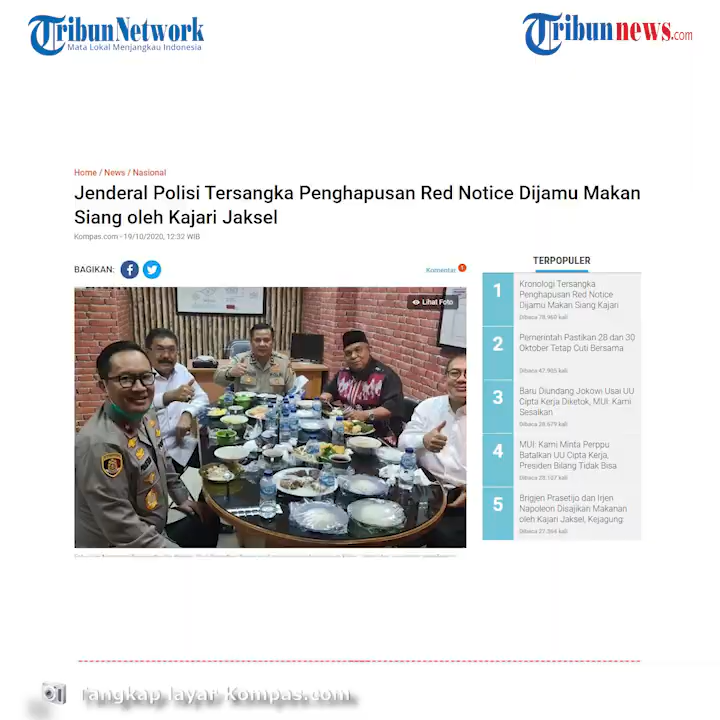 TribunNetwork
Mata Lokal Menjangkau Indonesia
Tribunnews.com
Home / News / Nasional
Jenderal Polisi Tersangka Penghapusan Red Notice Dijamu Makan
Siang oleh Kajari Jaksel
Kompas.com - 19/10/2020, 12:32 WIB
BAGIKAN:
Komentar
Lihat Foto
TERPOPULER
1
Kronologi Tersangka
Penghapusan Red Notice
Dijamu Makan Siang Kajari
2
Pemerintah Pastikan 28 dan 30
Oktober Tetap Cuti Bersama
3
Baru Diundang Jokowi Usai UU
Cipta Kerja Diketok, MUI: Kami
Sesalkan
4
MUI: Kami Minta Perppu
Batalkan UU Cipta Kerja,
Presiden Bilang Tidak Bisa
5
Brigjen Prasetijo dan Irjen
Napoleon Disajikan Makanan
oleh Kajari Jaksel, Kejagung:
Tangkap layar Kompas.com